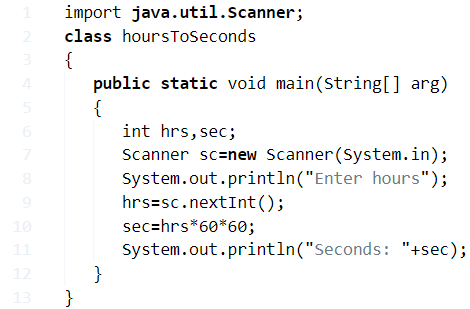 1 import java.util.Scanner;
2 class hoursToSeconds
3 {
4 public static void main(String[] arg)
5 {
6 int hrs,sec;
7 Scanner sc=new Scanner(System.in);
8 System.out.println("Enter hours");
9 hrs=sc.nextInt();
10 sec=hrs*60*60;
11 System.out.println("Seconds: "+sec);
12 }
13 }